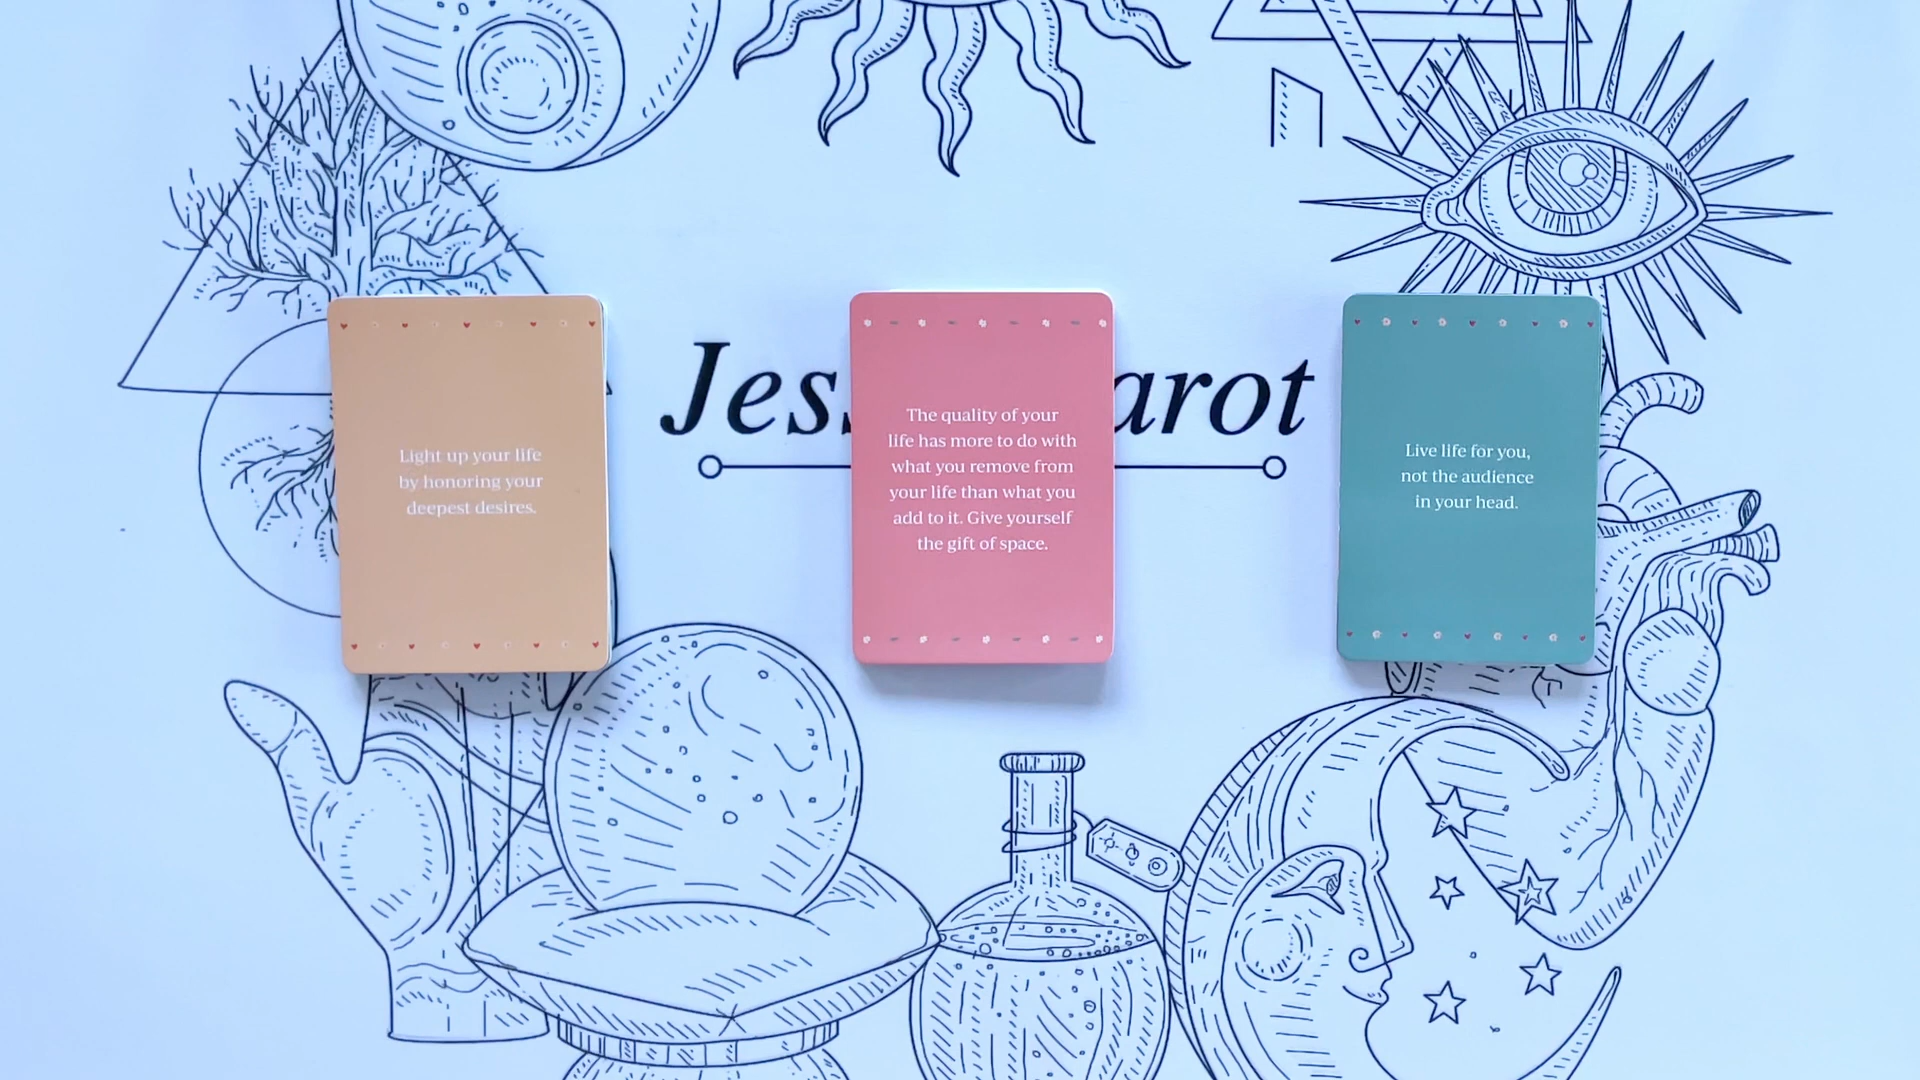 Jes
arot
Light up your life
by honoring your
deepest desires.
The quality of your
life has more to do with
what you remove from
your life than what you
add to it. Give yourself
the gift of space.
Live life for you,
not the audience
in your head.